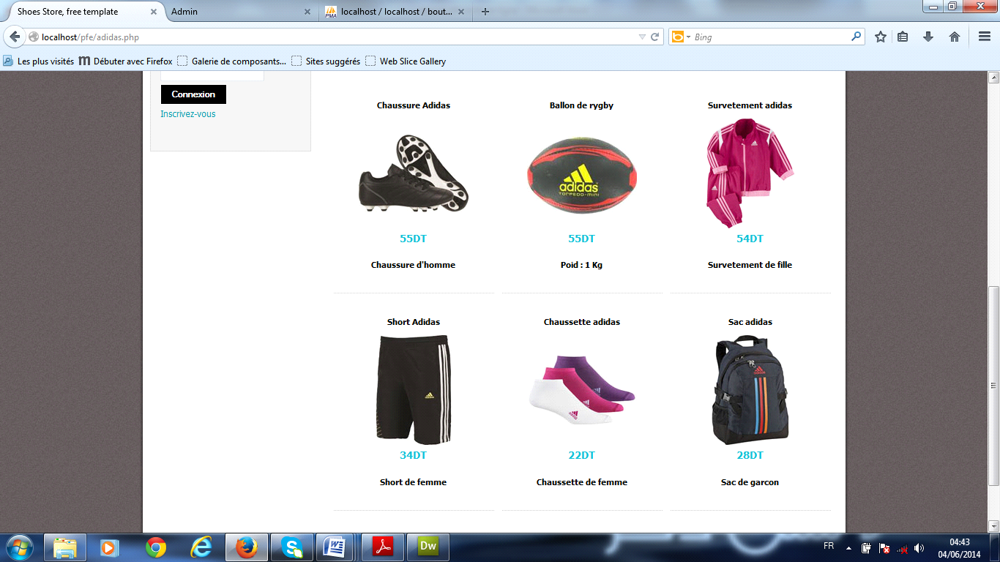 Shoes Store, free template
Admin
localhost / localhost / bout...
PMA
localhost/pfe/adidas.php
Bing
Les plus visités
Débuter avec Firefox
Galerie de composants...
Sites suggérés
Web Slice Gallery
Connexion
Inscrivez-vous
Chaussure Adidas
Ballon de rygby
Survetement adidas
adidas
TORPEDO-MINI
55DT
55DT
54DT
Chaussure d'homme
Poid : 1 Kg
Survetement de fille
Short Adidas
Chaussette adidas
Sac adidas
34DT
22DT
28DT
Short de femme
Chaussette de femme
Sac de garcon
Dw
FR
04:43
04/06/2014